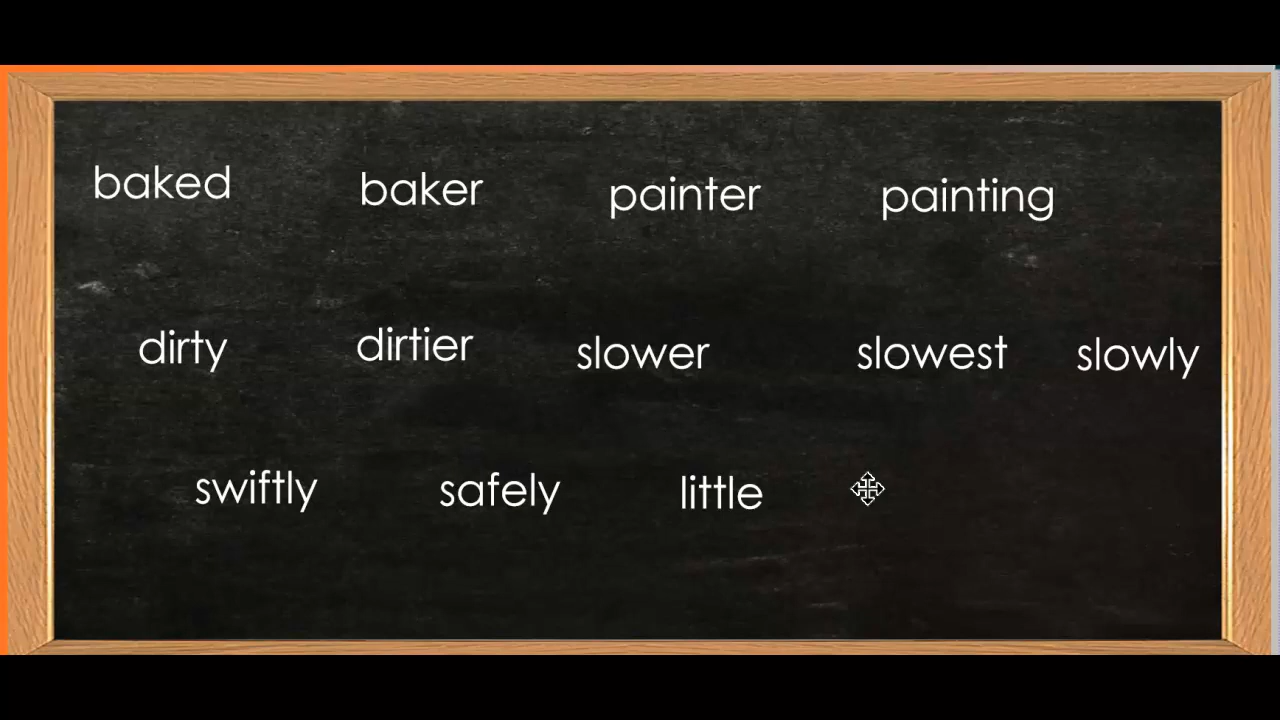 baked baker painter painting
dirty dirtier slower slowest slowly
swiftly safely little